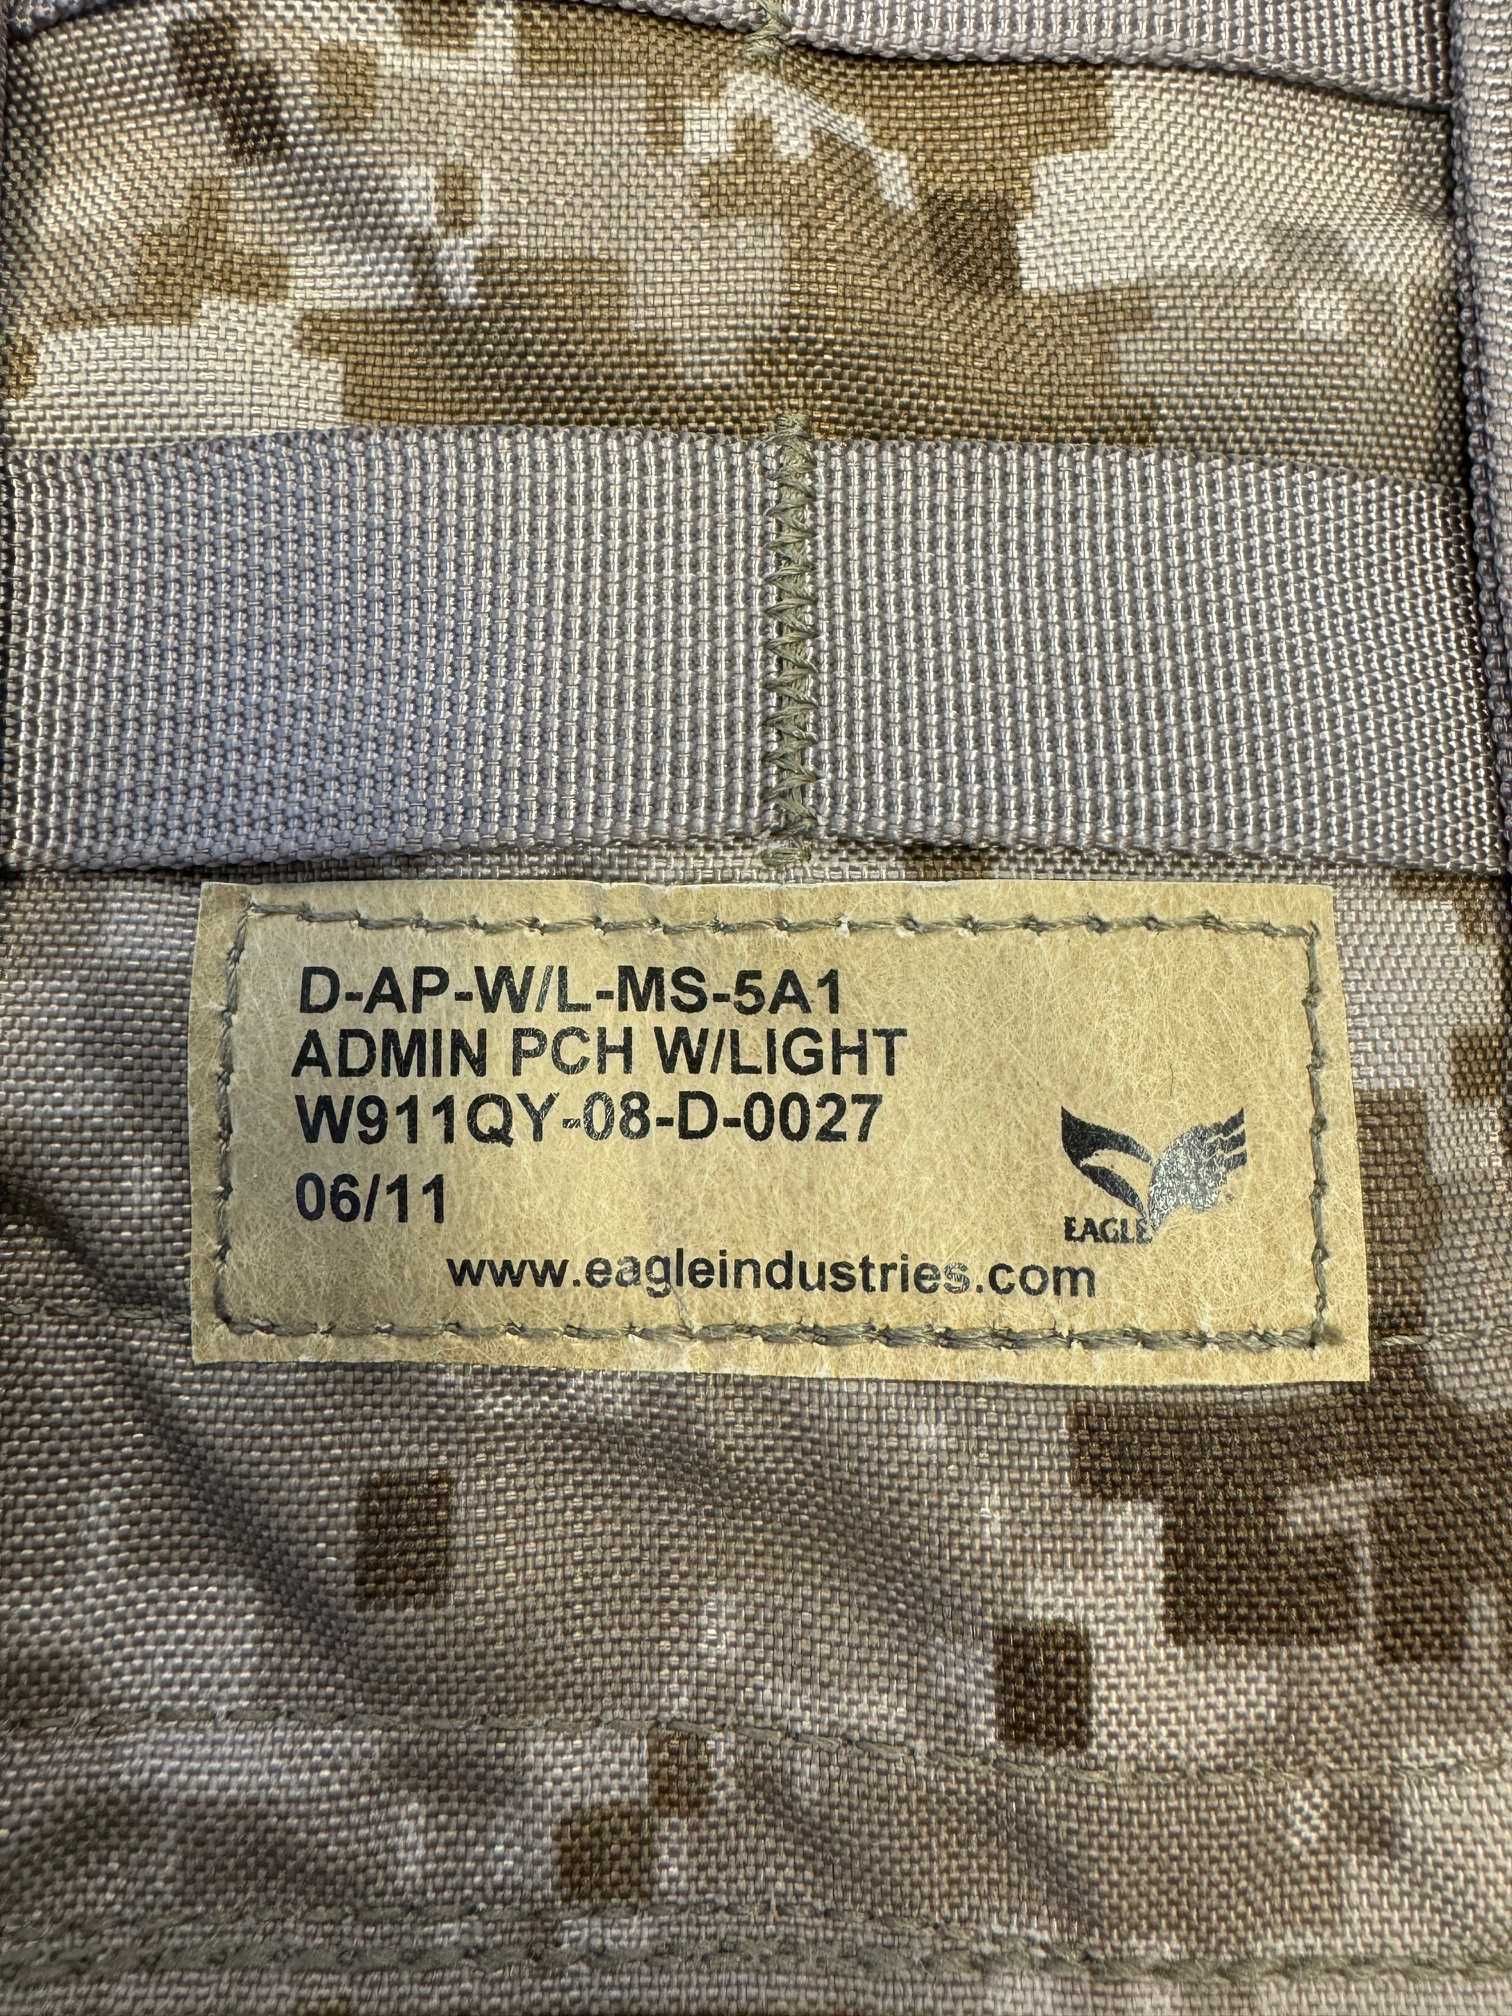 D-AP-W/L-MS-5A1
ADMIN PCH W/LIGHT
W911QY-08-D-0027
06/11
EAGLE
www.eagleindustries.com